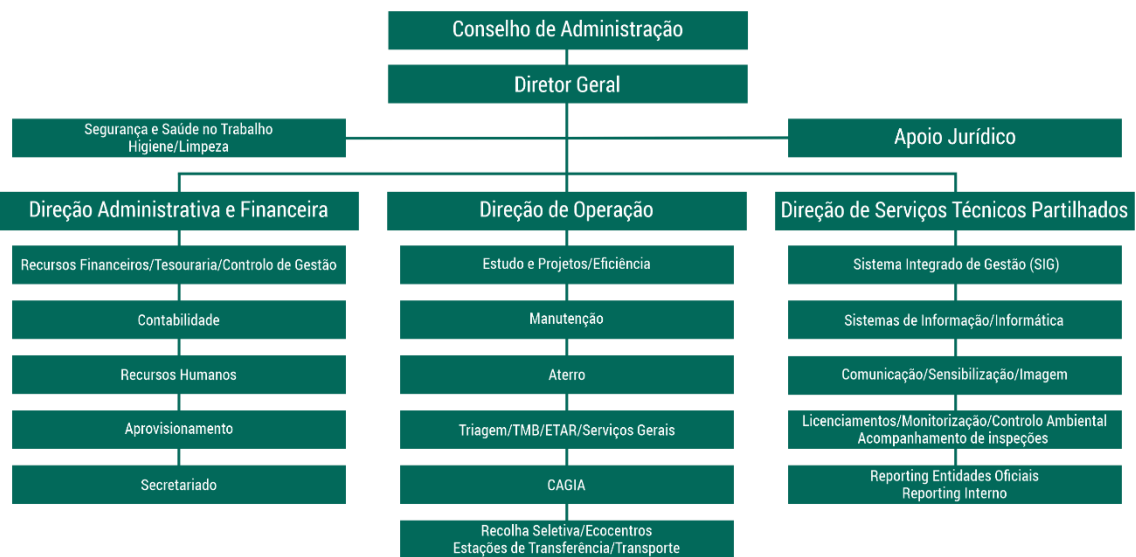 Conselho de Administração
Diretor Geral
Segurança e Saúde no Trabalho
Higiene/Limpeza
Apoio Jurídico
Direção Administrativa e Financeira
Recursos Financeiros/Tesouraria/Controlo de Gestão
Contabilidade
Recursos Humanos
Aprovisionamento
Secretariado
Direção de Operação
Estudo e Projetos/Eficiência
Manutenção
Aterro
Triagem/TMB/ETAR/Serviços Gerais
CAGIA
Recolha Seletiva/Ecocentros
Estações de Transferência/Transporte
Direção de Serviços Técnicos Partilhados
Sistema Integrado de Gestão (SIG)
Sistemas de Informação/Informática
Comunicação/Sensibilização/Imagem
Licenciamentos/Monitorização/Controlo Ambiental
Acompanhamento de inspeções
Reporting Entidades Oficiais
Reporting Interno